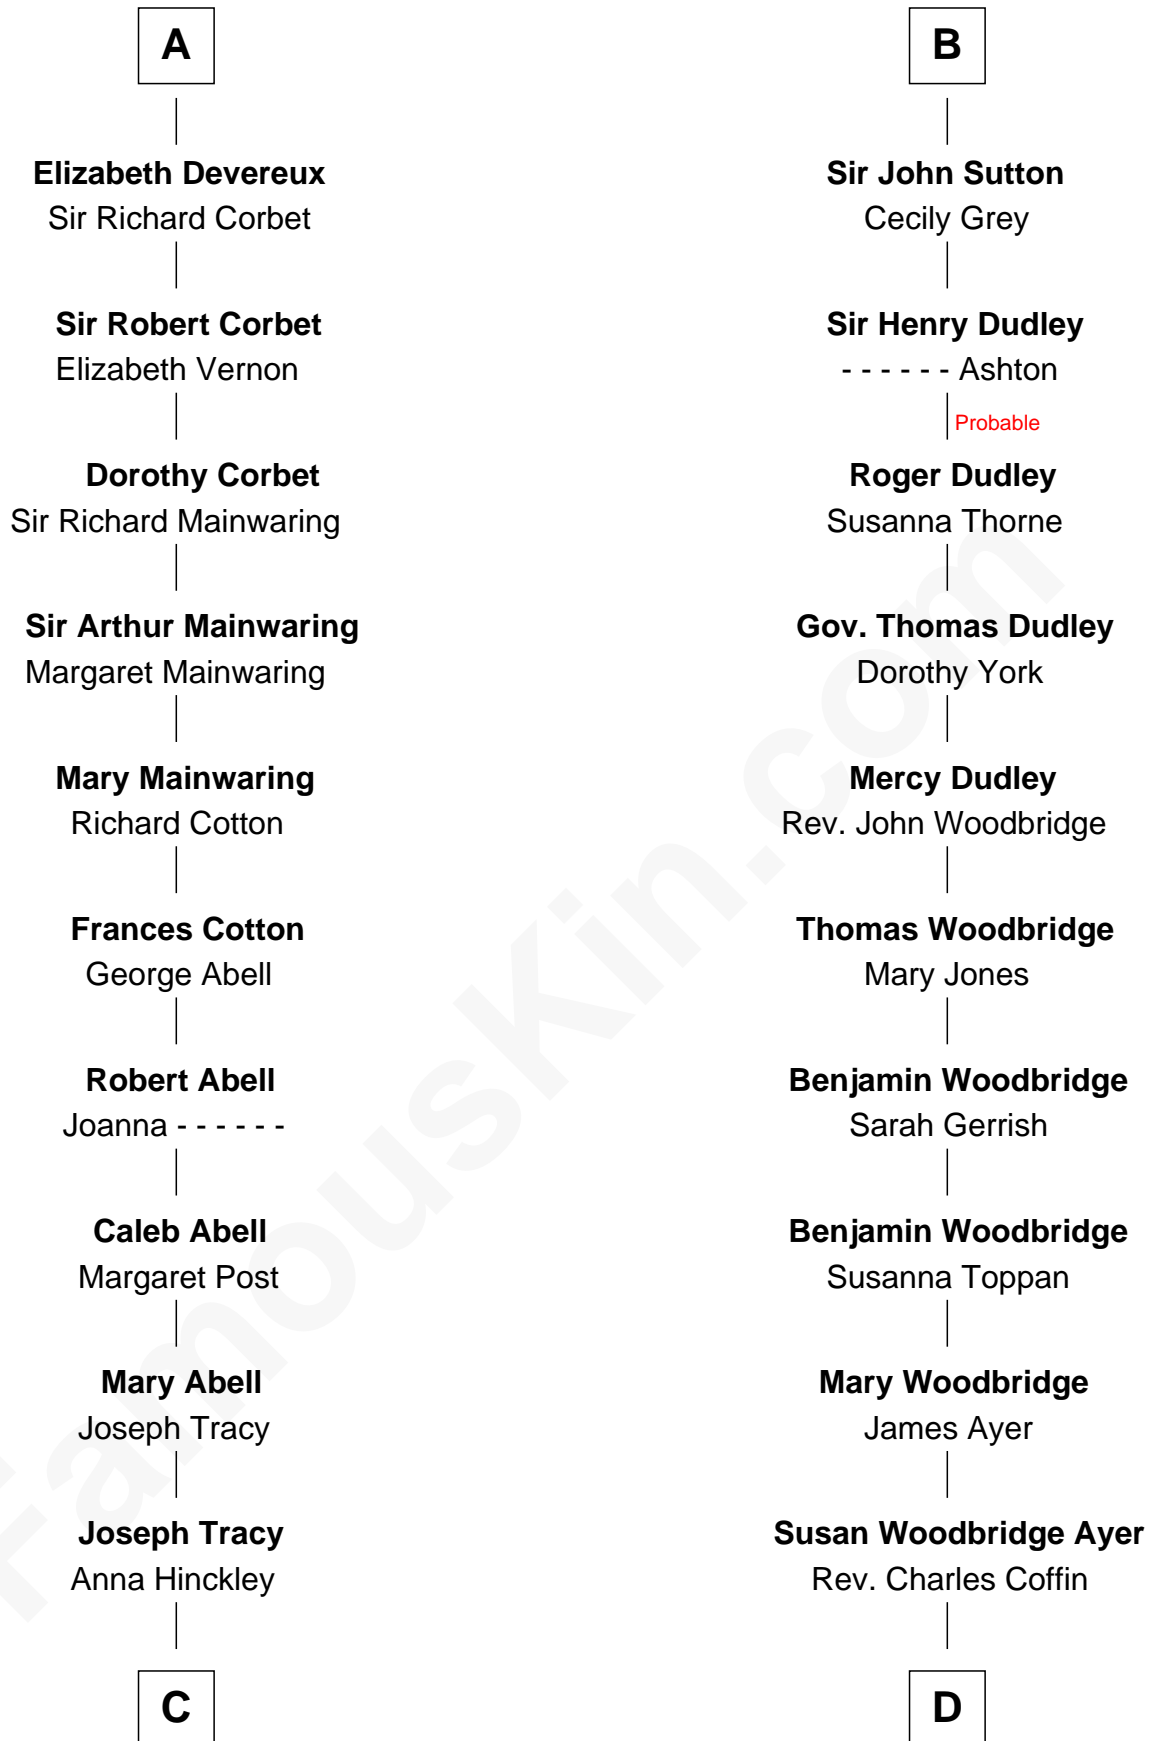 A
Elizabeth Devereux
Sir Richard Corbet
Sir Robert Corbet
Elizabeth Vernon
Dorothy Corbet
Sir Richard Mainwaring
Sir Arthur Mainwaring
Margaret Mainwaring
Mary Mainwaring
Richard Cotton
Frances Cotton
George Abell
Robert Abell
Joanna - - - - - -
Caleb Abell
Margaret Post
Mary Abell
Joseph Tracy
Joseph Tracy
Anna Hinckley
C
B
Sir John Sutton
Cecily Grey
Sir Henry Dudley
- - - - - - Ashton
Probable
Roger Dudley
Susanna Thorne
Gov. Thomas Dudley
Dorothy York
Mercy Dudley
Rev. John Woodbridge
Thomas Woodbridge
Mary Jones
Benjamin Woodbridge
Sarah Gerrish
Benjamin Woodbridge
Susanna Toppan
Mary Woodbridge
James Ayer
Susan Woodbridge Ayer
Rev. Charles Coffin
D
FamousKin.com